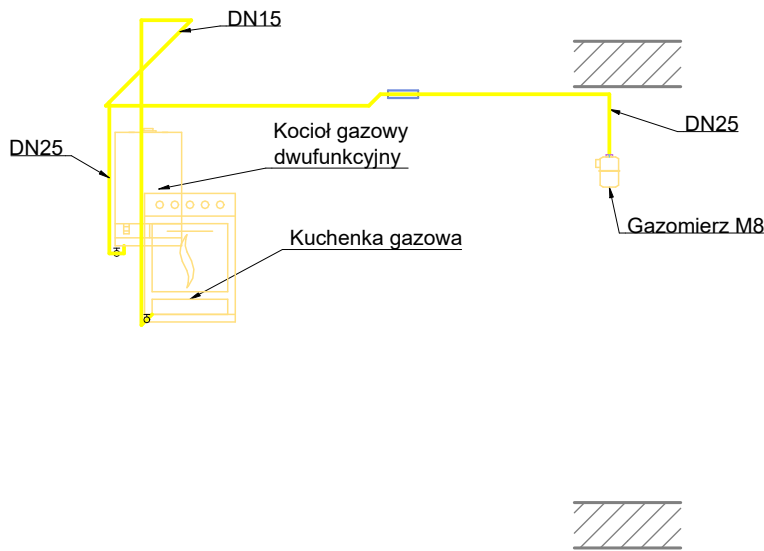 DN15
DN25
Kocioł gazowy
dwufunkcyjny
DN25
Gazomierz M8
Kuchenka gazowa